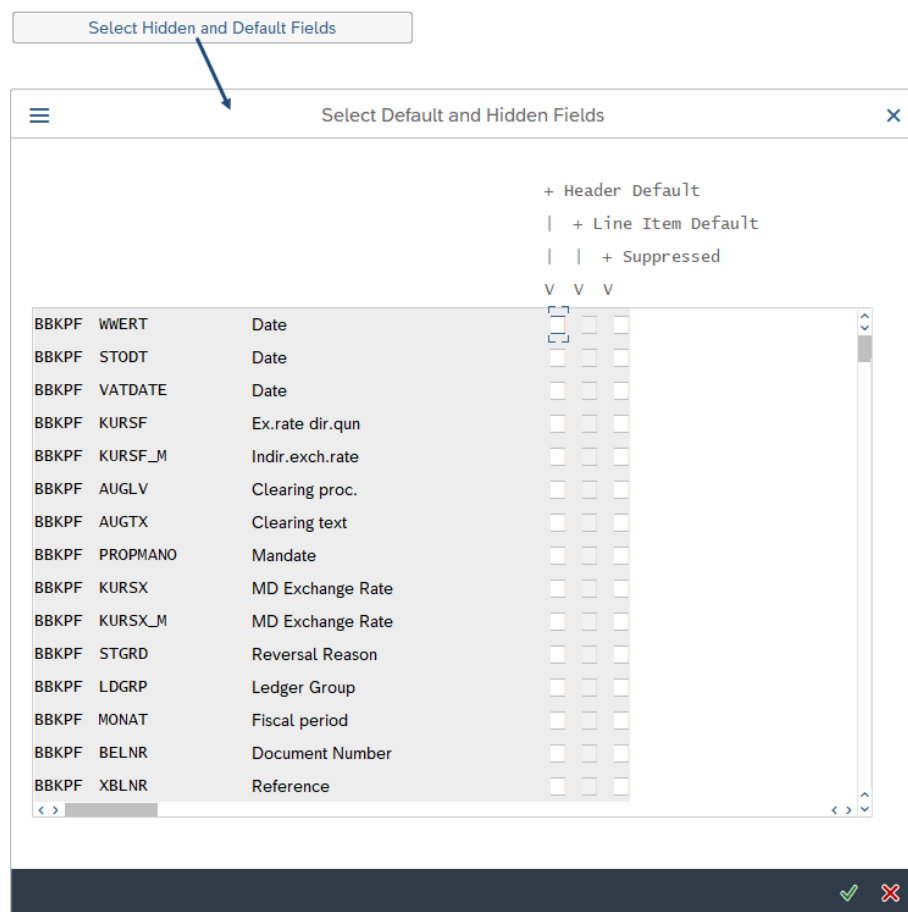 Select Hidden and Default Fields
Select Default and Hidden Fields
+ Header Default
| + Line Item Default
| | + Suppressed
V V V
BBKPF WWERT Date
BBKPF STODT Date
BBKPF VATDATE Date
BBKPF KURSF Ex.rate dir.qun
BBKPF KURSF_M Indir.exch.rate
BBKPF AUGLV Clearing proc.
BBKPF AUGTX Clearing text
BBKPF PROPMANO Mandate
BBKPF KURSX MD Exchange Rate
BBKPF KURSX_M MD Exchange Rate
BBKPF STGRD Reversal Reason
BBKPF LDGRP Ledger Group
BBKPF MONAT Fiscal period
BBKPF BELNR Document Number
BBKPF XBLNR Reference